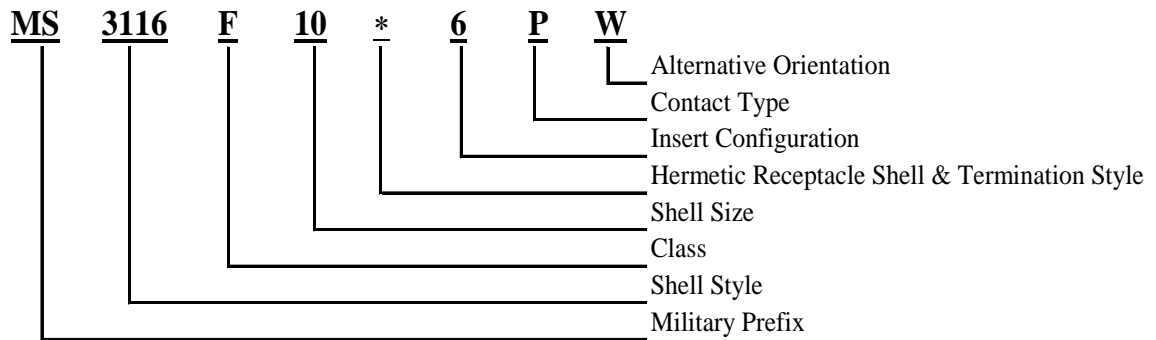 MS 3116 F 10 * 6 P W
Alternative Orientation
Contact Type
Insert Configuration
Hermetic Receptacle Shell & Termination Style
Shell Size
Class
Shell Style
Military Prefix